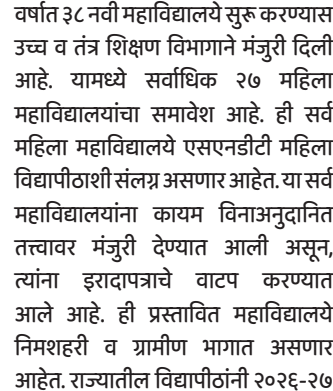 वर्षात ३८ नवी महाविद्यालये सुरू करण्यास
उच्च व तंत्र शिक्षण विभागाने मंजुरी दिली
आहे. यामध्ये सर्वाधिक २७ महिला
महाविद्यालयांचा समावेश आहे. ही सर्व
महिला महाविद्यालये एसएनडीटी महिला
विद्यापीठाशी संलग्न असणार आहेत. या सर्व
महाविद्यालयांना कायम विनाअनुदानित
तत्त्वावर मंजुरी देण्यात आली असून,
त्यांना इरादापत्राचे वाटप करण्यात
आले आहे. ही प्रस्तावित महाविद्यालये
निमशहरी व ग्रामीण भागात असणार
आहेत. राज्यातील विद्यापीठांनी २०२६-२७